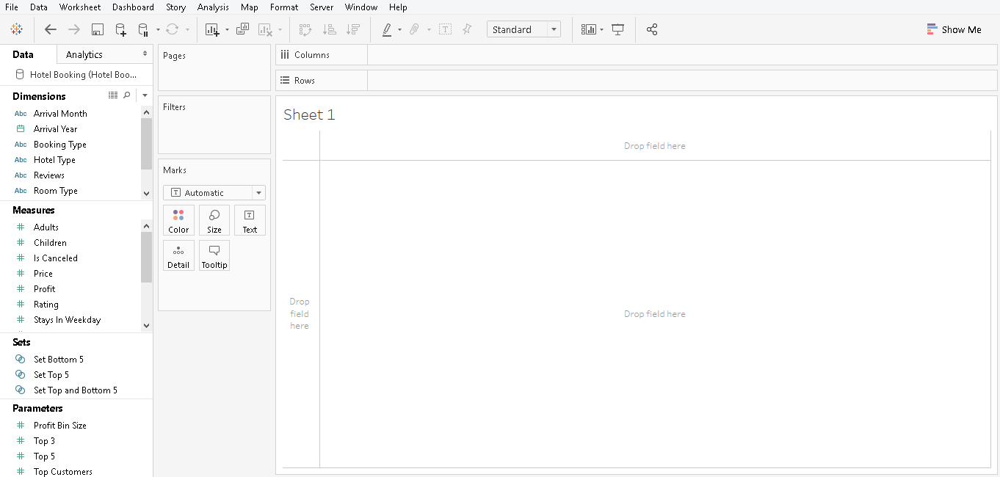 File Data Worksheet Dashboard Story Analysis Map Format Server Window Help
Standard
Show Me
Data Analytics
Hotel Booking (Hotel Boo...
Dimensions
Abc Arrival Month
Arrival Year
Abc Booking Type
Abc Hotel Type
Abc Reviews
Abc Room Type
Measures
Adults
Children
Is Canceled
Price
Profit
Rating
Stays In Weekday
Sets
Set Bottom 5
Set Top 5
Set Top and Bottom 5
Parameters
Profit Bin Size
Top 3
Top 5
Top Customers
Pages
Filters
Marks
T Automatic
Color Size Text
Detail Tooltip
Columns
Rows
Sheet 1
Drop field here
Drop
field
here
Drop field here